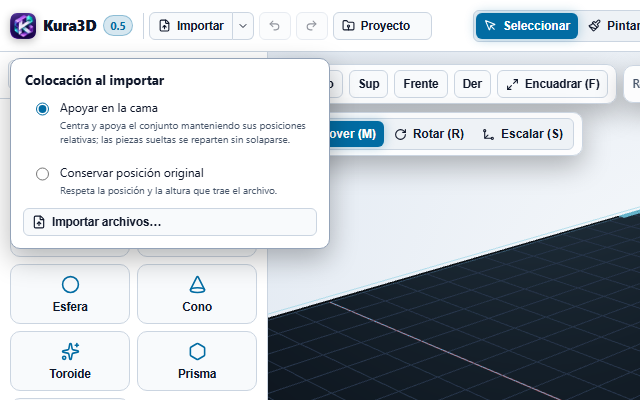 Kura3D 0.5 Importar Proyecto Seleccionar Pintar
Colocación al importar
Apoyar en la cama
Centra y apoya el conjunto manteniendo sus posiciones
relativas; las piezas sueltas se reparten sin solaparse.
Conservar posición original
Respeta la posición y la altura que trae el archivo.
Importar archivos...
Sup Frente Der Encuadrar (F)
over (M) Rotar (R) Escalar (S)
Esfera Cono
Toroide Prisma